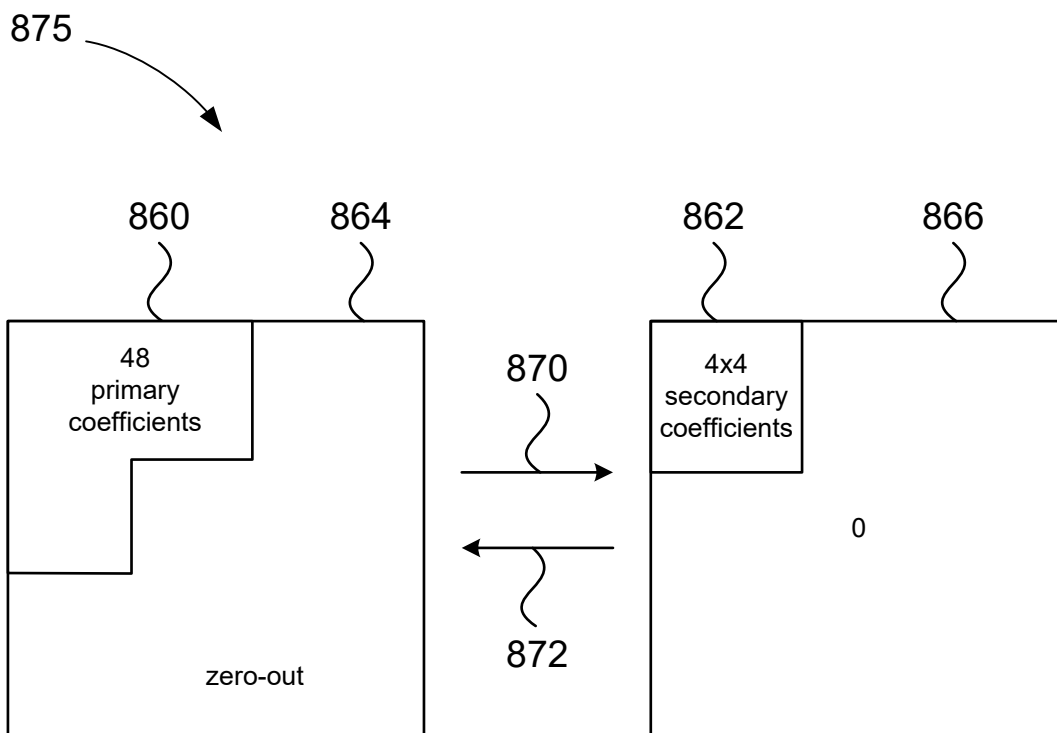 875
860
864
862
866
48
primary
coefficients
4x4
secondary
coefficients
870
0
872
zero-out